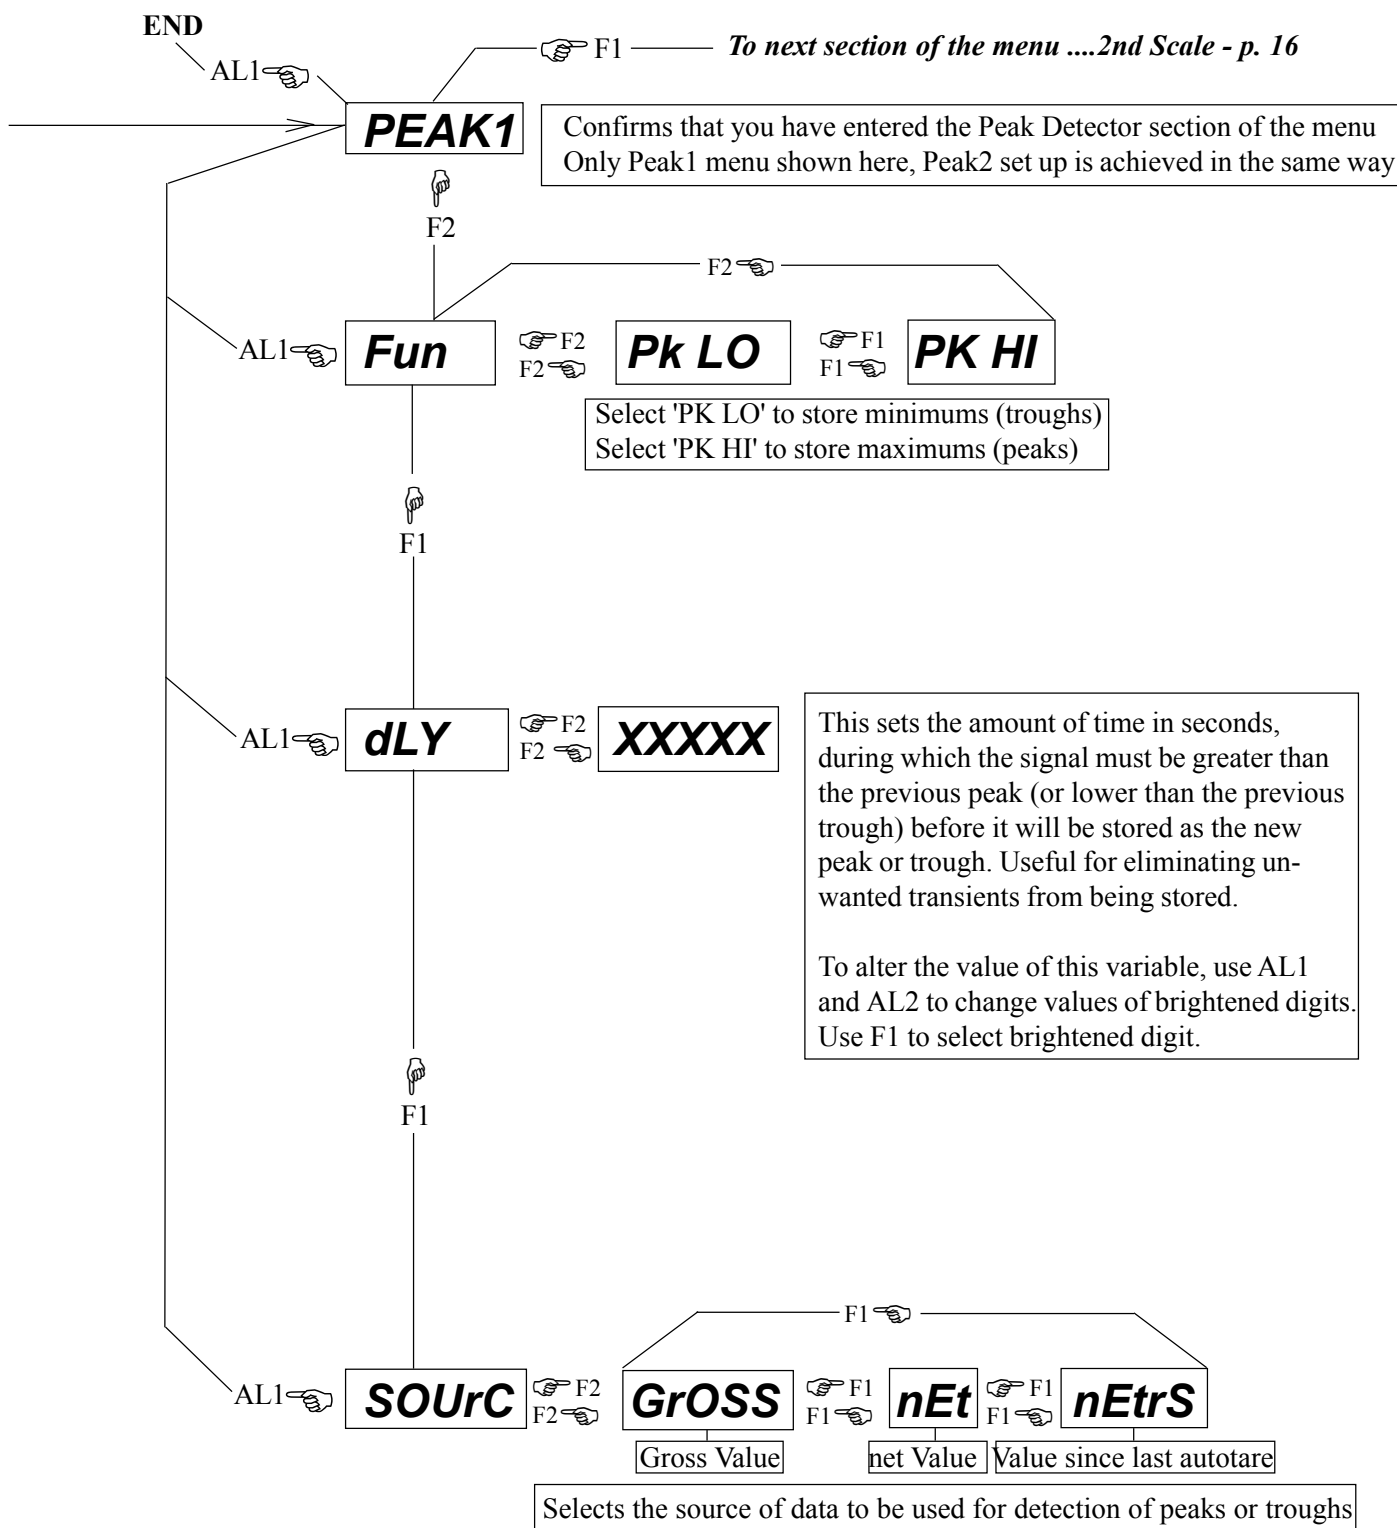 END
AL1
F1
To next section of the menu ....2nd Scale - p. 16
PEAK1
Confirms that you have entered the Peak Detector section of the menu
Only Peak1 menu shown here, Peak2 set up is achieved in the same way
F2
F2
AL1
Fun
F2
F2
Pk LO
F1
F1
PK HI
Select 'PK LO' to store minimums (troughs)
Select 'PK HI' to store maximums (peaks)
F1
AL1
dLY
F2
F2
XXXXX
This sets the amount of time in seconds,
during which the signal must be greater than
the previous peak (or lower than the previous
trough) before it will be stored as the new
peak or trough. Useful for eliminating un-
wanted transients from being stored.
To alter the value of this variable, use AL1
and AL2 to change values of brightened digits.
Use F1 to select brightened digit.
F1
F1
AL1
SOUrC
F2
F2
GrOSS
F1
F1
nEt
F1
F1
nEtrS
Gross Value
net Value
Value since last autotare
Selects the source of data to be used for detection of peaks or troughs